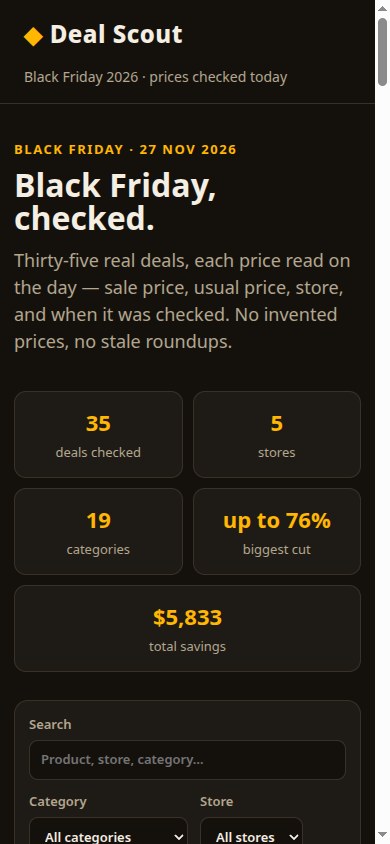 Deal Scout
Black Friday 2026 · prices checked today
BLACK FRIDAY · 27 NOV 2026
Black Friday,
checked.
Thirty-five real deals, each price read on
the day — sale price, usual price, store,
and when it was checked. No invented
prices, no stale roundups.
35
deals checked
5
stores
19
categories
up to 76%
biggest cut
$5,833
total savings
Search
Product, store, category…
Category
Store
All categories
All stores